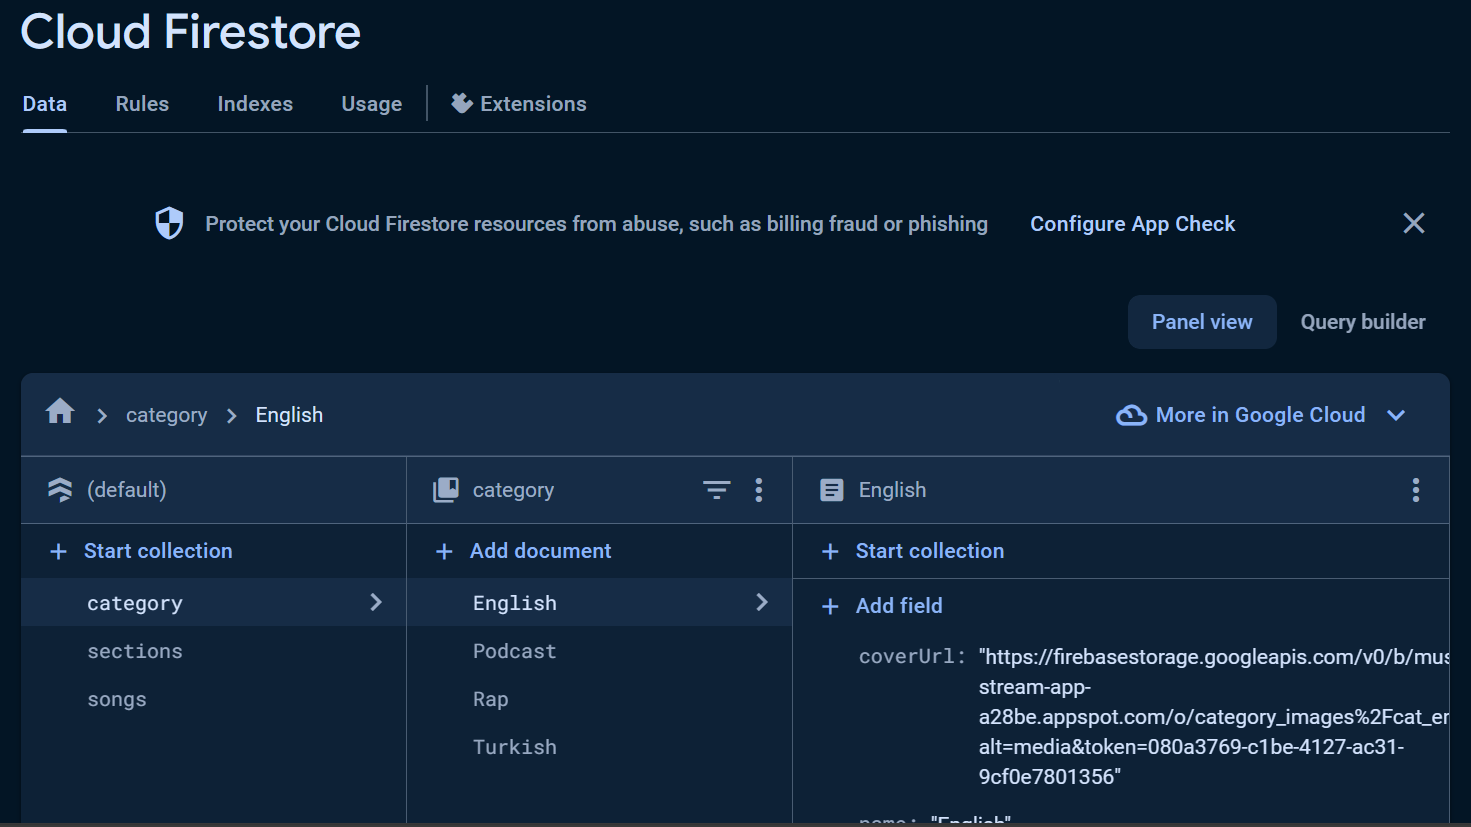 Cloud Firestore
Data Rules Indexes Usage Extensions
Protect your Cloud Firestore resources from abuse, such as billing fraud or phishing Configure App Check
Panel view Query builder
category English More in Google Cloud
(default) category English
Start collection Add document Start collection
category English Add field
sections Podcast coverUrl: "https://firebasestorage.googleapis.com/v0/b/mus
stream-app-
songs Rap a28be.appspot.com/o/category_images%2Fcat_er
Turkish alt=media&token=080a3769-c1be-4127-ac31-
9cf0e7801356"
name: "English"